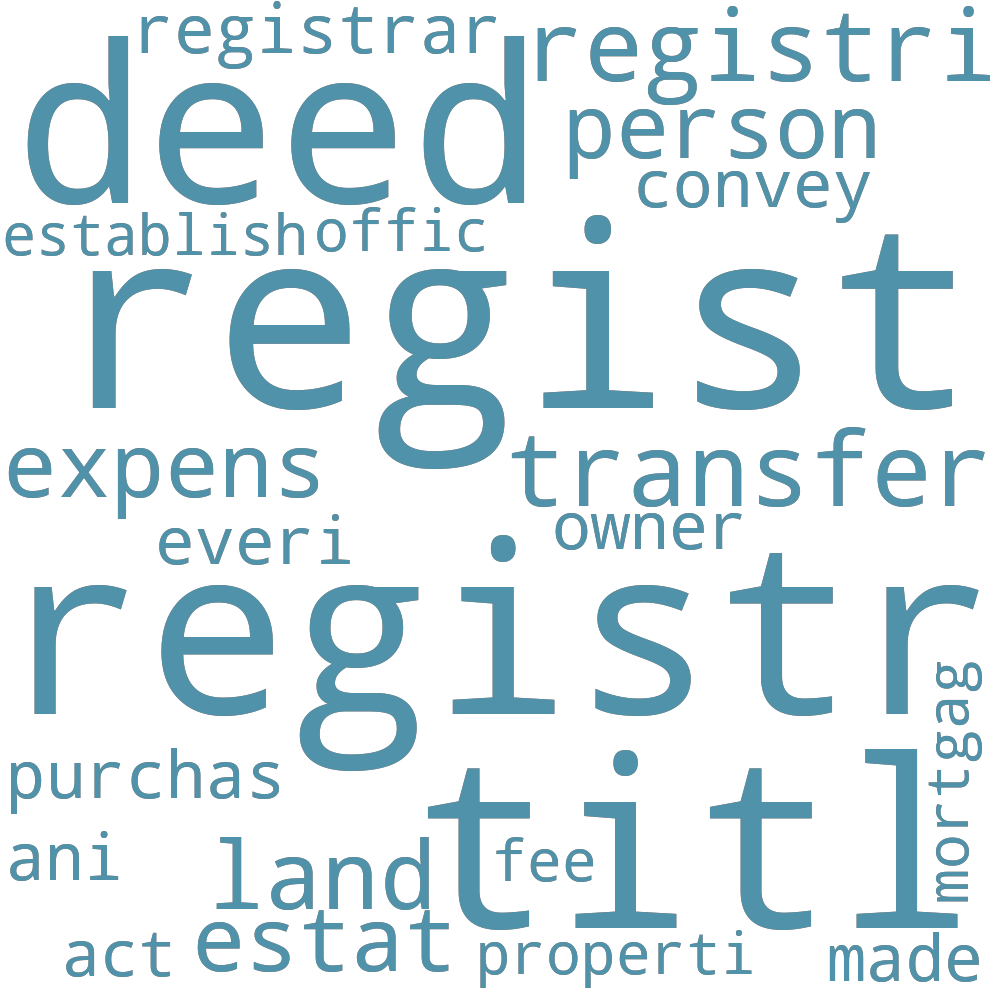 registrar
registri
deed
person
convey
establish
offic
regist
expens
transfer
everi
owner
registr
mortgag
purchas
titl
ani
land
fee
act
estat
properti
made